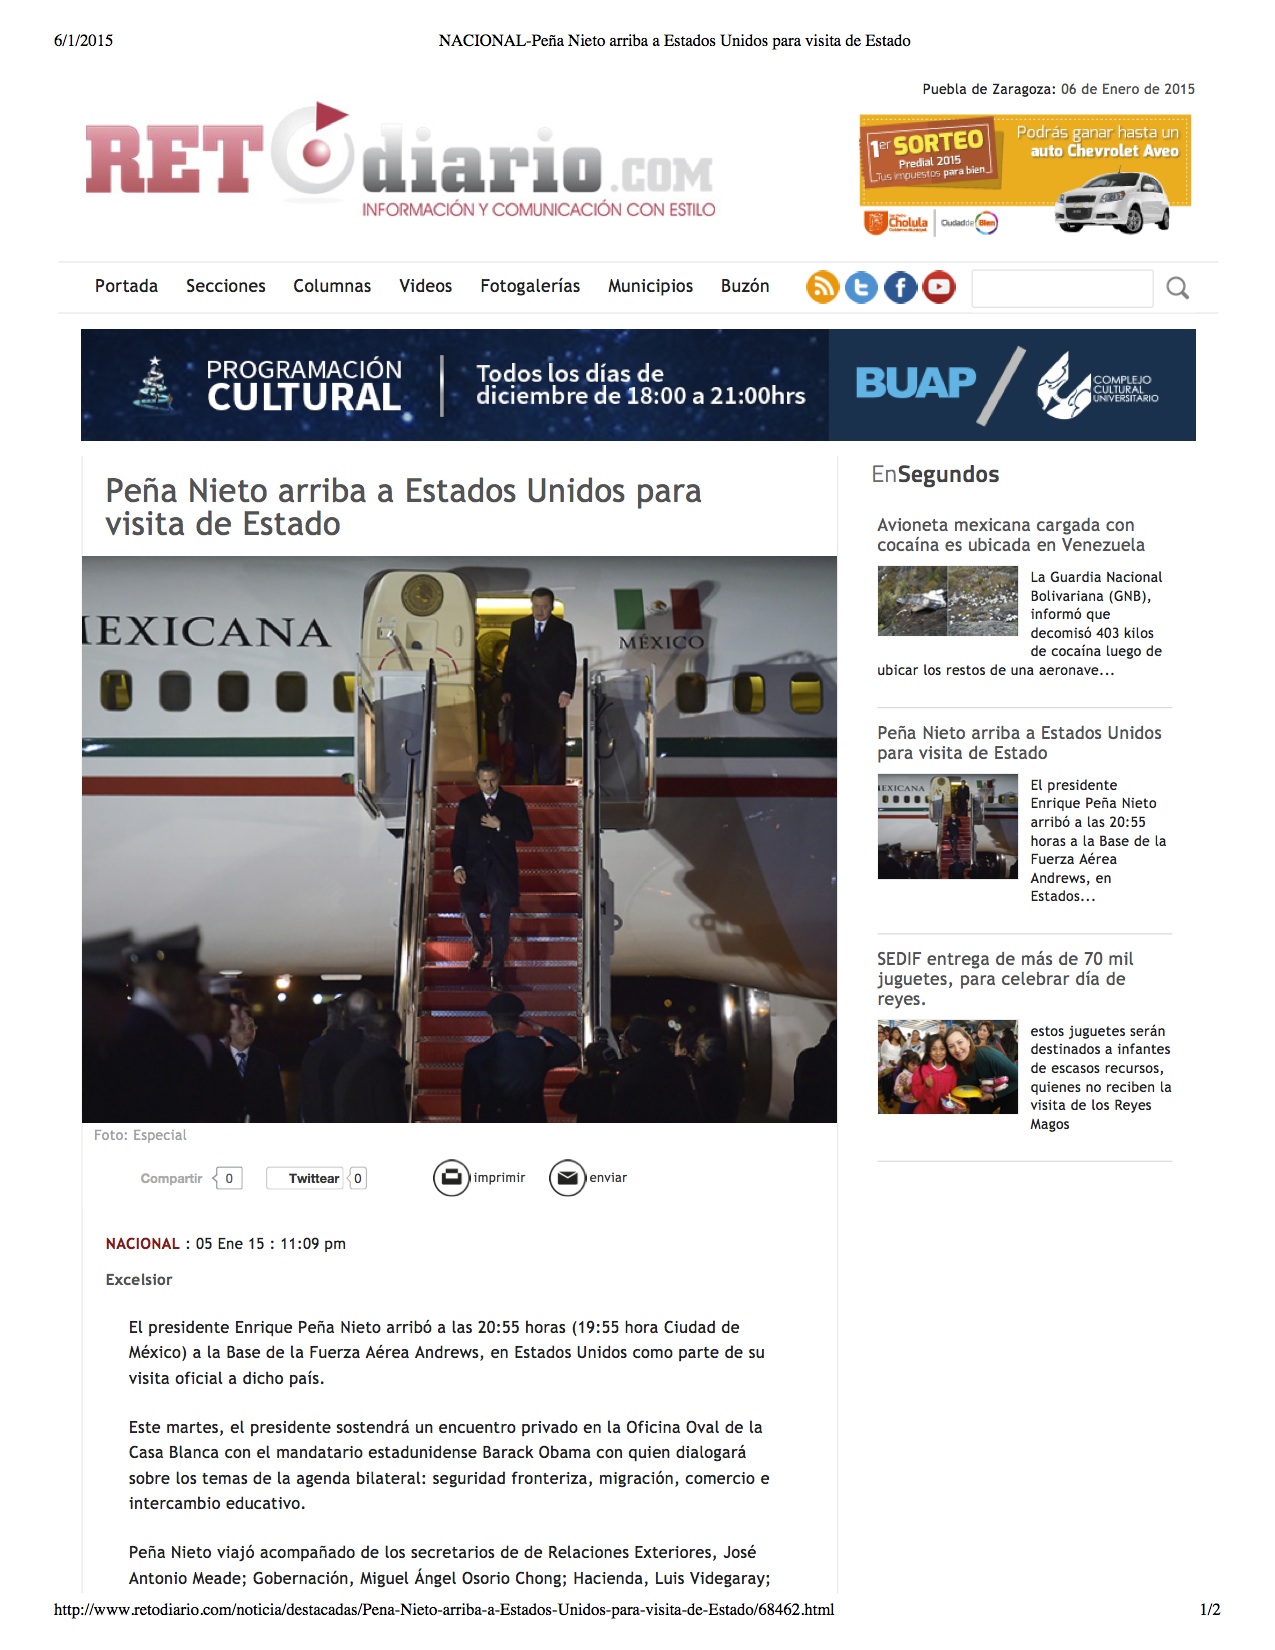 6/1/2015
NACIONAL-Peña Nieto arriba a Estados Unidos para visita de Estado
Puebla de Zaragoza: 06 de Enero de 2015
RETOdiario.COM
INFORMACIÓN Y COMUNICACIÓN CON ESTILO
1er SORTEO
Predial 2015
Tus impuestos para bien
Podrás ganar hasta un
auto Chevrolet Aveo
Cholula
Ciudad de Bien
Portada Secciones Columnas Videos Fotogalerías Municipios Buzón
PROGRAMACIÓN
CULTURAL
Todos los días de
diciembre de 18:00 a 21:00hrs
BUAP
COMPLEJO
CULTURAL
UNIVERSITARIO
Peña Nieto arriba a Estados Unidos para
visita de Estado
MEXICANA
MÉXICO
Foto: Especial
Compartir 0 Twittear 0 imprimir enviar
NACIONAL : 05 Ene 15 : 11:09 pm
Excelsior
El presidente Enrique Peña Nieto arribó a las 20:55 horas (19:55 hora Ciudad de
México) a la Base de la Fuerza Aérea Andrews, en Estados Unidos como parte de su
visita oficial a dicho país.
Este martes, el presidente sostendrá un encuentro privado en la Oficina Oval de la
Casa Blanca con el mandatario estadunidense Barack Obama con quien dialogará
sobre los temas de la agenda bilateral: seguridad fronteriza, migración, comercio e
intercambio educativo.
Peña Nieto viajó acompañado de los secretarios de de Relaciones Exteriores, José
Antonio Meade; Gobernación, Miguel Ángel Osorio Chong; Hacienda, Luis Videgaray;
EnSegundos
Avioneta mexicana cargada con
cocaína es ubicada en Venezuela
La Guardia Nacional
Bolivariana (GNB),
informó que
decomisó 403 kilos
de cocaína luego de
ubicar los restos de una aeronave...
Peña Nieto arriba a Estados Unidos
para visita de Estado
EXICANA
El presidente
Enrique Peña Nieto
arribó a las 20:55
horas a la Base de la
Fuerza Aérea
Andrews, en
Estados...
SEDIF entrega de más de 70 mil
juguetes, para celebrar día de
reyes.
estos juguetes serán
destinados a infantes
de escasos recursos,
quienes no reciben la
visita de los Reyes
Magos
http://www.retodiario.com/noticia/destacadas/Pena-Nieto-arriba-a-Estados-Unidos-para-visita-de-Estado/68462.html
1/2